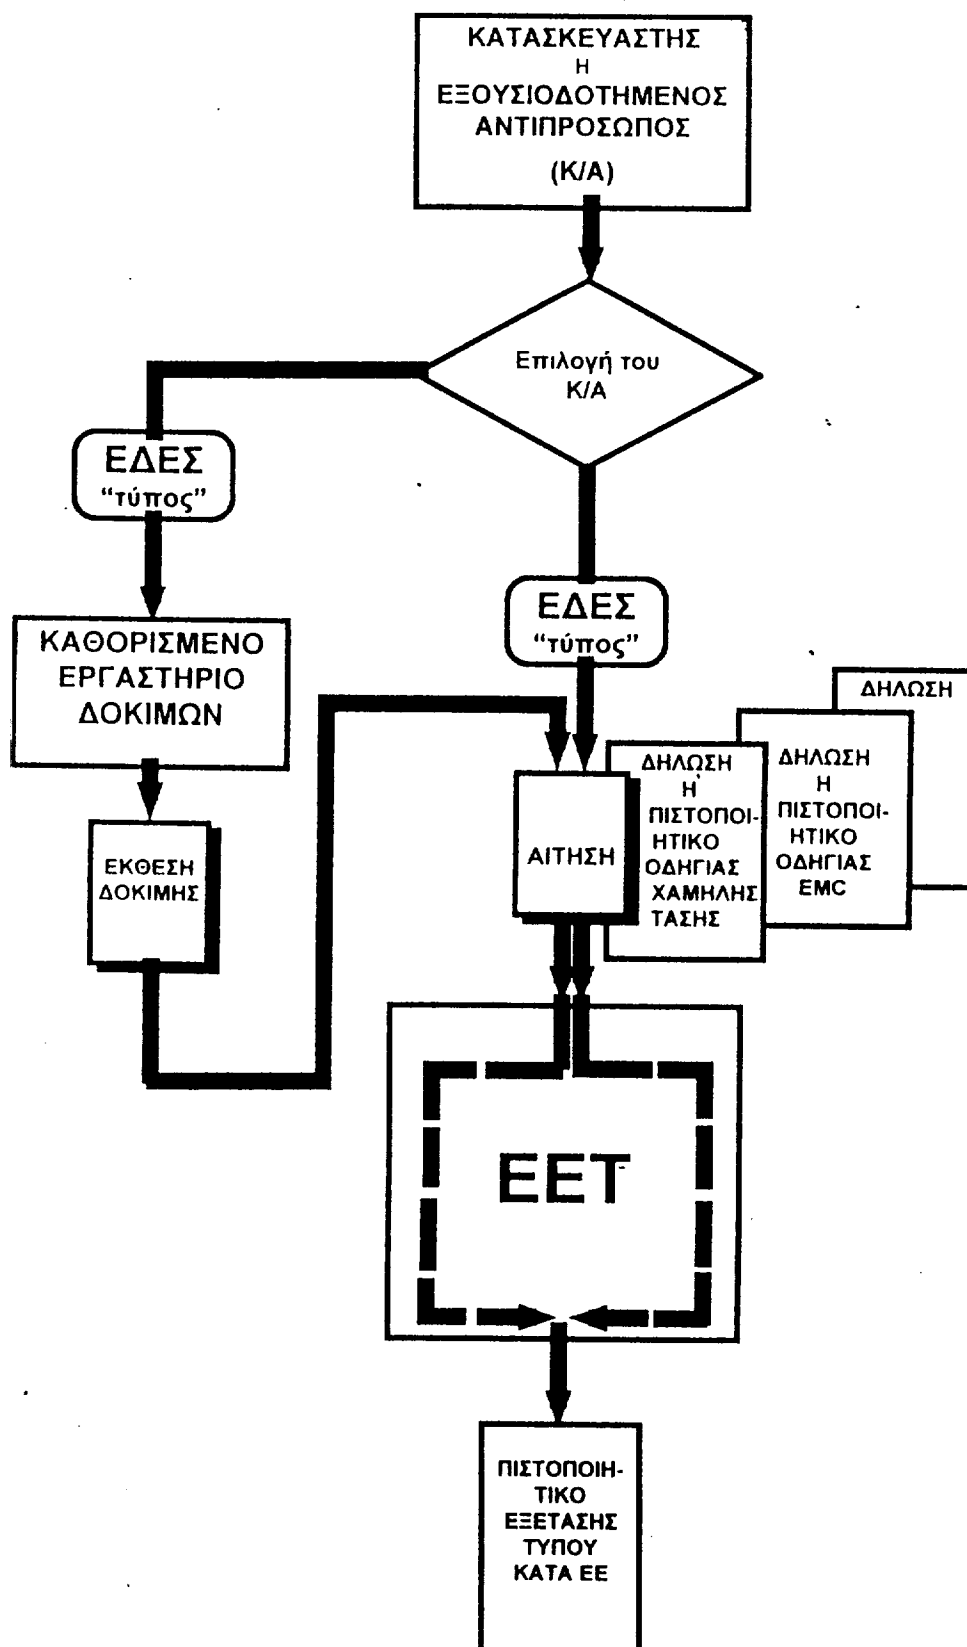 ΚΑΤΑΣΚΕΥΑΣΤΗΣ
Η
ΕΞΟΥΣΙΟΔΟΤΗΜΕΝΟΣ
ΑΝΤΙΠΡΟΣΩΠΟΣ
(Κ/Α)
Επιλογή του
Κ/Α
ΕΔΕΣ
“τύπος”
ΕΔΕΣ
“τύπος”
ΚΑΘΟΡΙΣΜΕΝΟ
ΕΡΓΑΣΤΗΡΙΟ
ΔΟΚΙΜΩΝ
ΕΚΘΕΣΗ
ΔΟΚΙΜΗΣ
ΑΙΤΗΣΗ
ΔΗΛΩΣΗ
Η
ΠΙΣΤΟΠΟΙ-
ΗΤΙΚΟ
ΟΔΗΓΙΑΣ
ΧΑΜΗΛΗΣ
ΤΑΣΗΣ
ΔΗΛΩΣΗ
Η
ΠΙΣΤΟΠΟΙ-
ΗΤΙΚΟ
ΟΔΗΓΙΑΣ
EMC
ΔΗΛΩΣΗ
ΕΕΤ
ΠΙΣΤΟΠΟΙΗ-
ΤΙΚΟ
ΕΞΕΤΑΣΗΣ
ΤΥΠΟΥ
ΚΑΤΑ ΕΕ